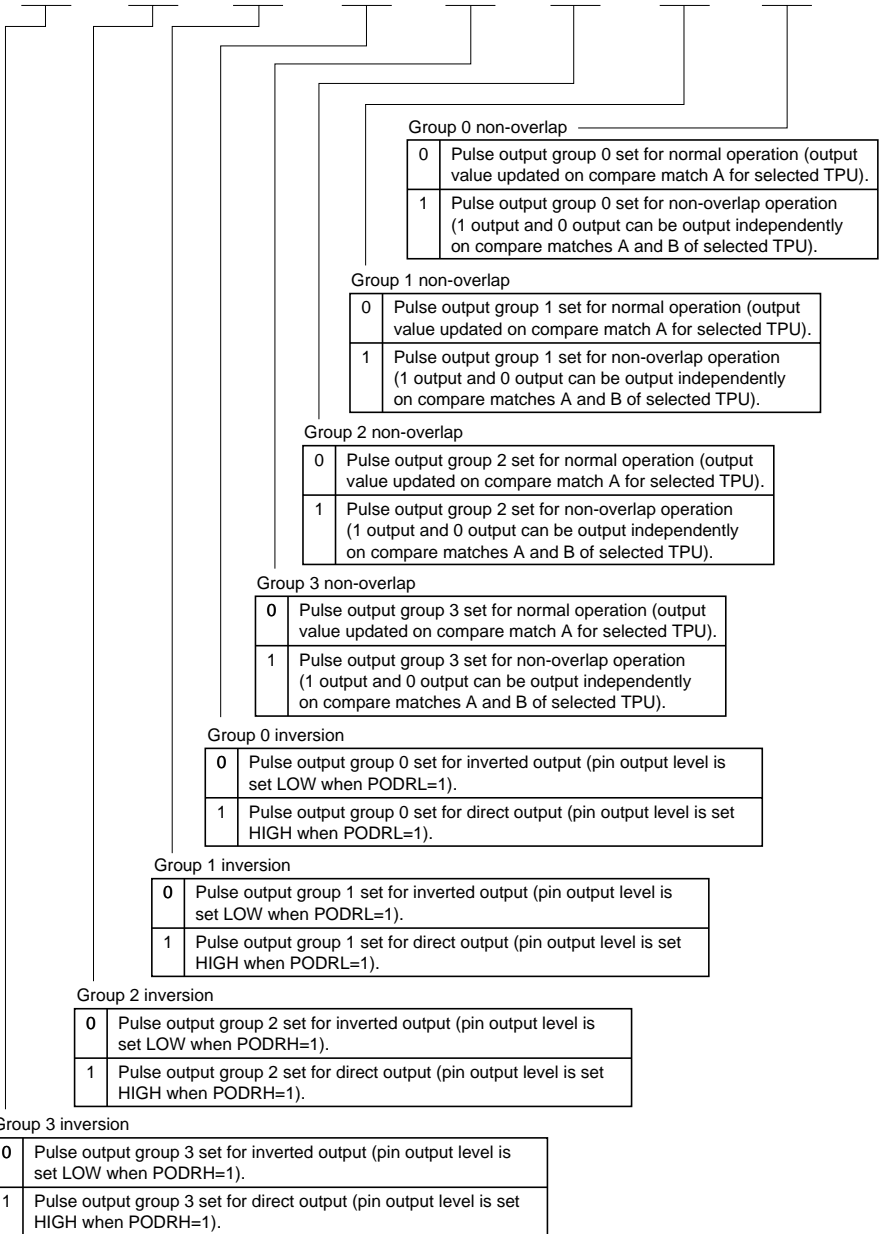 Group 0 non-overlap
0 Pulse output group 0 set for normal operation (output
value updated on compare match A for selected TPU).
1 Pulse output group 0 set for non-overlap operation
(1 output and 0 output can be output independently
on compare matches A and B of selected TPU).
Group 1 non-overlap
0 Pulse output group 1 set for normal operation (output
value updated on compare match A for selected TPU).
1 Pulse output group 1 set for non-overlap operation
(1 output and 0 output can be output independently
on compare matches A and B of selected TPU).
Group 2 non-overlap
0 Pulse output group 2 set for normal operation (output
value updated on compare match A for selected TPU).
1 Pulse output group 2 set for non-overlap operation
(1 output and 0 output can be output independently
on compare matches A and B of selected TPU).
Group 3 non-overlap
0 Pulse output group 3 set for normal operation (output
value updated on compare match A for selected TPU).
1 Pulse output group 3 set for non-overlap operation
(1 output and 0 output can be output independently
on compare matches A and B of selected TPU).
Group 0 inversion
0 Pulse output group 0 set for inverted output (pin output level is
set LOW when PODRL=1).
1 Pulse output group 0 set for direct output (pin output level is set
HIGH when PODRL=1).
Group 1 inversion
0 Pulse output group 1 set for inverted output (pin output level is
set LOW when PODRL=1).
1 Pulse output group 1 set for direct output (pin output level is set
HIGH when PODRL=1).
Group 2 inversion
0 Pulse output group 2 set for inverted output (pin output level is
set LOW when PODRH=1).
1 Pulse output group 2 set for direct output (pin output level is set
HIGH when PODRH=1).
Group 3 inversion
0 Pulse output group 3 set for inverted output (pin output level is
set LOW when PODRH=1).
1 Pulse output group 3 set for direct output (pin output level is set
HIGH when PODRH=1).